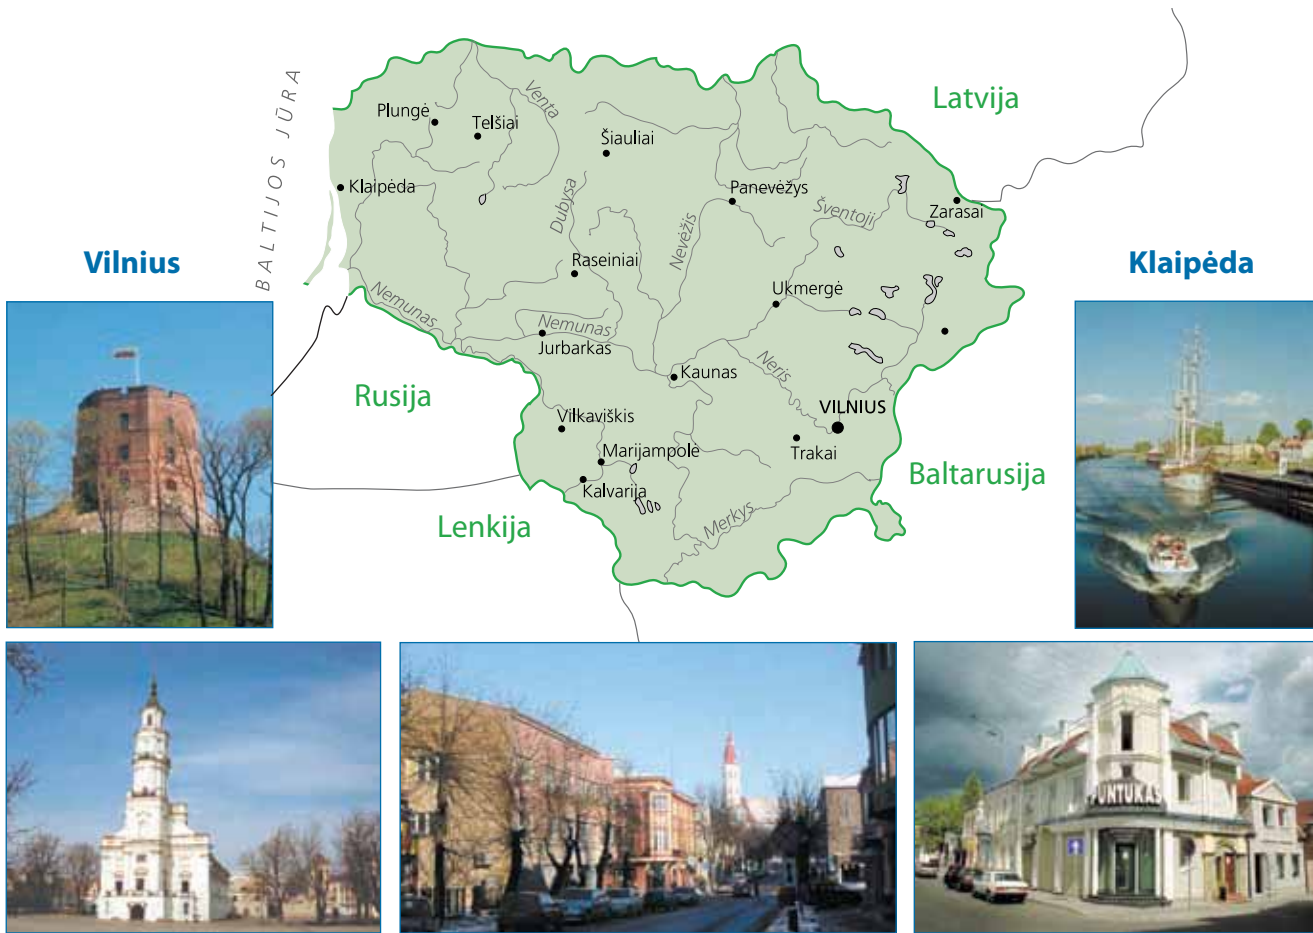 Latvija
BALTIJOS JŪRA
Venta
Plungė
Telšiai
Šiauliai
Klaipėda
Dubysa
Panevėžys
Nevėžis
Šventoji
Zarasai
Vilnius
Klaipėda
Raseiniai
Ukmergė
Nemunas
Nemunas
Jurbarkas
Kaunas
Neris
Rusija
VILNIUS
Vilkaviškis
Trakai
Marijampolė
Baltarusija
Kalvarija
Lenkija
Merkys
PUNTUKAS